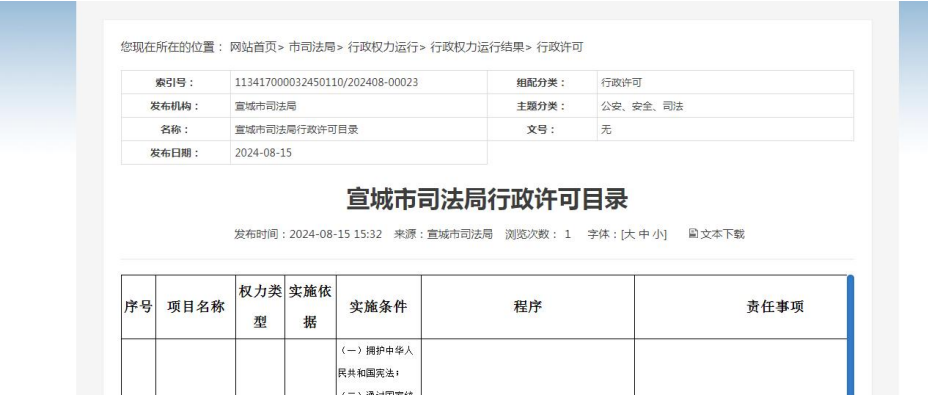 您现在所在的位置： 网站首页> 市司法局> 行政权力运行> 行政权力运行结果> 行政许可
索引号： 113417000032450110/202408-00023 组配分类： 行政许可
发布机构： 宣城市司法局 主题分类： 公安、安全、司法
名称： 宣城市司法局行政许可目录 文号： 无
发布日期： 2024-08-15
宣城市司法局行政许可目录
发布时间：2024-08-15 15:32 来源：宣城市司法局 浏览次数： 1 字体：[大 中 小] 文本下载
序号 项目名称 权力类型 实施依据 实施条件 程序 责任事项
（一）拥护中华人
民共和国宪法；
（二）通过国家统